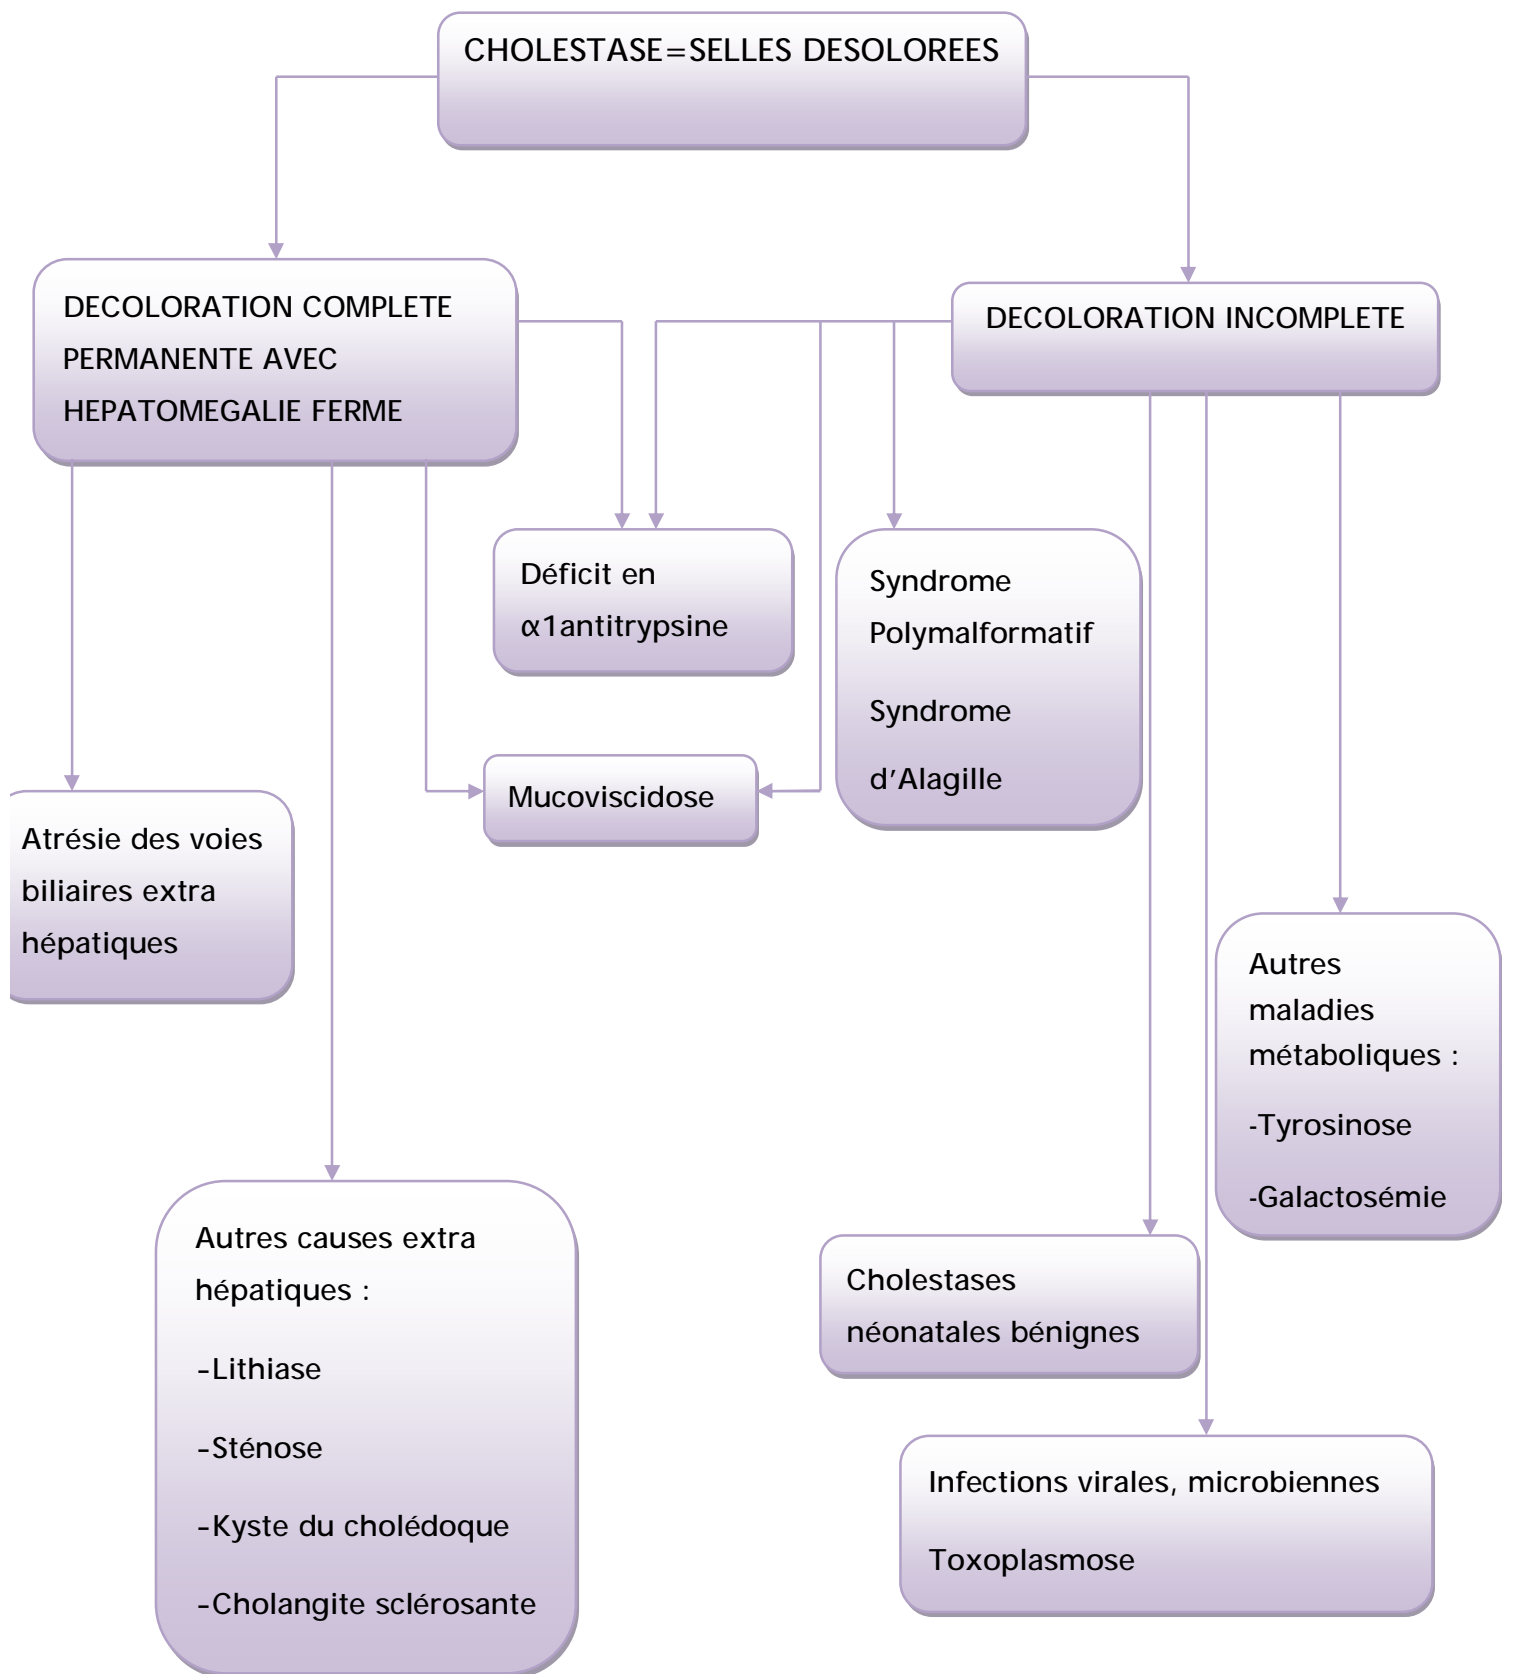 CHOLESTASE=SELLES DESOLOREES
DECOLORATION COMPLETE
PERMANENTE AVEC
HEPATOMEGALIE FERME
DECOLORATION INCOMPLETE
Déficit en
α1antitrypsine
Syndrome
Polymalformatif
Syndrome
d’Alagille
Mucoviscidose
Atrésie des voies
biliaires extra
hépatiques
Autres
maladies
métaboliques :
-Tyrosinose
-Galactosémie
Autres causes extra
hépatiques :
-Lithiase
-Sténose
-Kyste du cholédoque
-Cholangite sclérosante
Cholestases
néonatales bénignes
Infections virales, microbiennes
Toxoplasmose